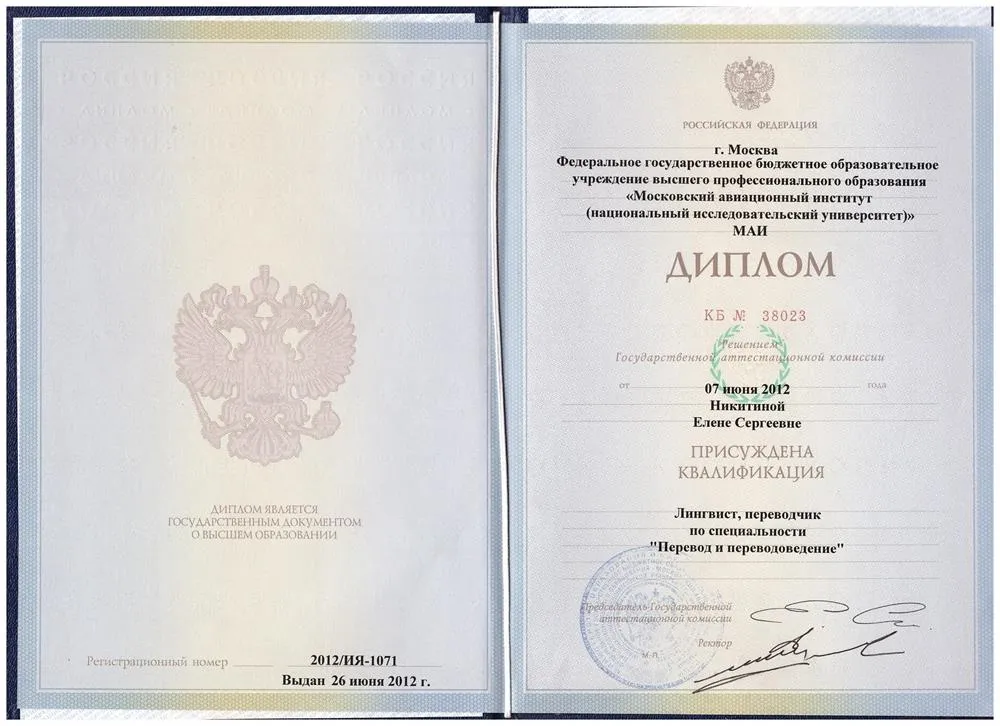 ДИПЛОМ ЯВЛЯЕТСЯ
ГОСУДАРСТВЕННЫМ ДОКУМЕНТОМ
О ВЫСШЕМ ОБРАЗОВАНИИ
Регистрационный номер 2012/ИЯ-1071
Выдан 26 июня 2012 г.
РОССИЙСКАЯ ФЕДЕРАЦИЯ
г. Москва
Федеральное государственное бюджетное образовательное
учреждение высшего профессионального образования
«Московский авиационный институт
(национальный исследовательский университет)»
МАИ
ДИПЛОМ
КБ № 38023
Решением
Государственной аттестационной комиссии
от 07 июня 2012 года
Никитиной
Елене Сергеевне
ПРИСУЖДЕНА
КВАЛИФИКАЦИЯ
Лингвист, переводчик
по специальности
"Перевод и переводоведение"
Председатель Государственной
аттестационной комиссии
Ректор
М.П.